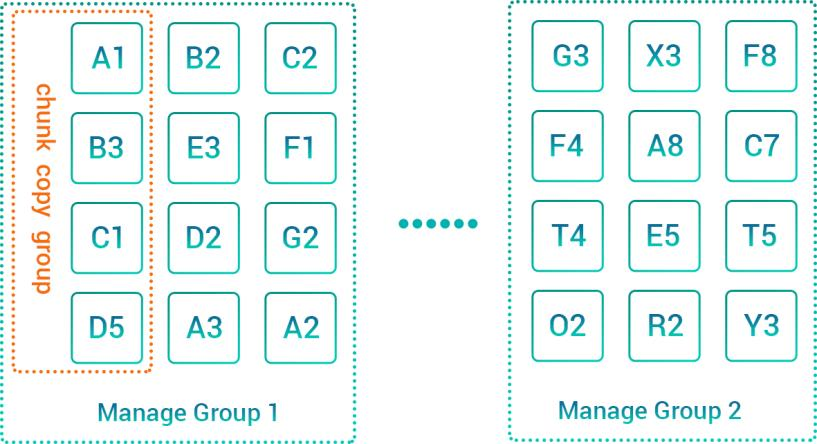 chunk copy group
A1 B2 C2
B3 E3 F1
C1 D2 G2
D5 A3 A2
Manage Group 1
G3 X3 F8
F4 A8 C7
T4 E5 T5
O2 R2 Y3
Manage Group 2